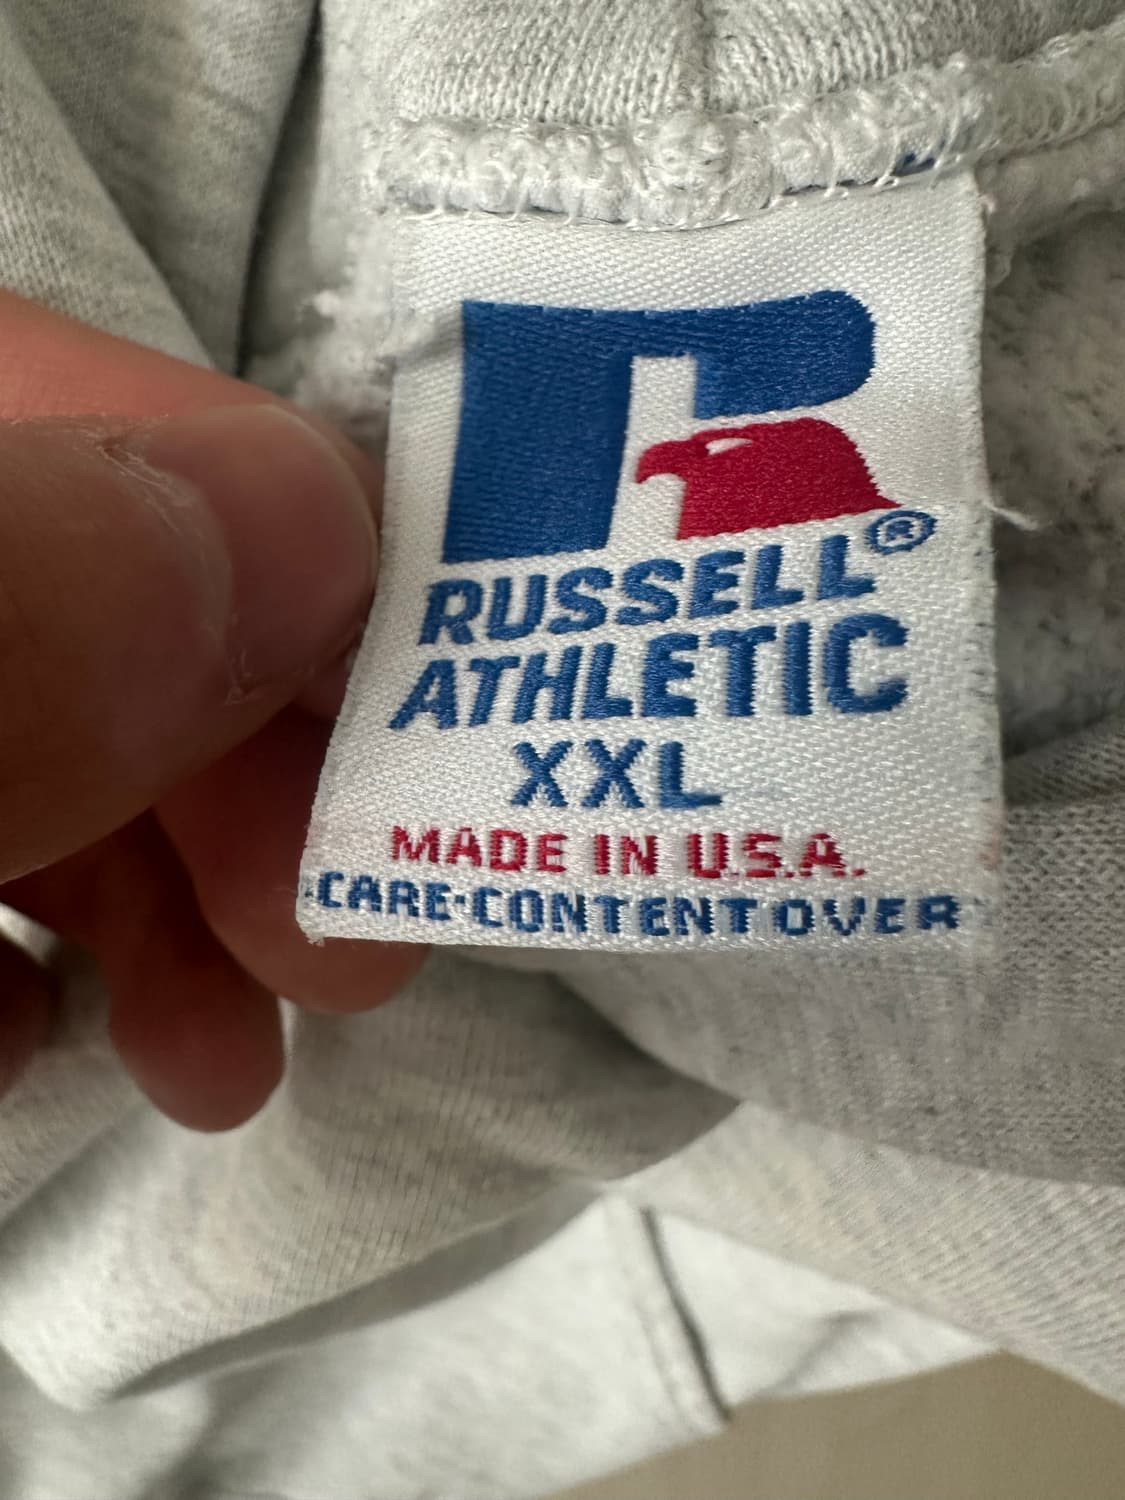 R
RUSSELL®
ATHLETIC
XXL
MADE IN U.S.A.
CARE-CONTENT OVER